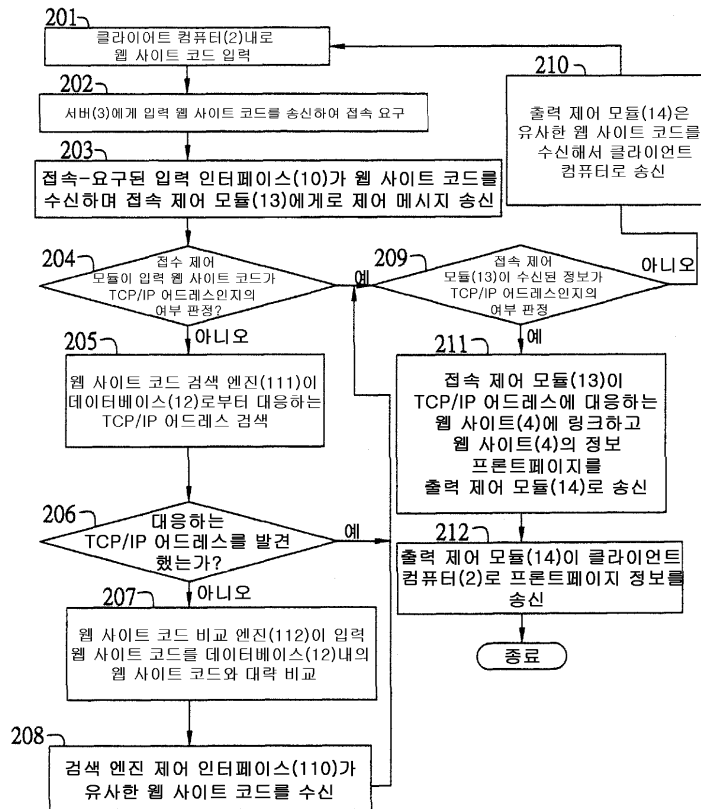 201
클라이어트 컴퓨터(2)내로
웹 사이트 코드 입력
202
서버(3)에게 입력 웹 사이트 코드를 송신하여 접속 요구
203
접속-요구된 입력 인터페이스(10)가 웹 사이트 코드를
수신하며 접속 제어 모듈(13)에게로 제어 메시지 송신
204
접수 제어
모듈이 입력 웹 사이트 코드가
TCP/IP 어드레스인지의
여부 판정?
예
아니오
205
웹 사이트 코드 검색 엔진(111)이
데이터베이스(12)로부터 대응하는
TCP/IP 어드레스 검색
206
대응하는
TCP/IP 어드레스를 발견
했는가?
예
아니오
207
웹 사이트 코드 비교 엔진(112)이 입력
웹 사이트 코드를 데이터베이스(12)내의
웹 사이트 코드와 대략 비교
208
검색 엔진 제어 인터페이스(110)가
유사한 웹 사이트 코드를 수신
209
접속 제어
모듈(13)이 수신된 정보가
TCP/IP 어드레스인지의
여부 판정
아니오
예
210
출력 제어 모듈(14)은
유사한 웹 사이트 코드를
수신해서 클라이언트
컴퓨터로 송신
211
접속 제어 모듈(13)이
TCP/IP 어드레스에 대응하는
웹 사이트(4)에 링크하고
웹 사이트(4)의 정보
프론트페이지를
출력 제어 모듈(14)로 송신
212
출력 제어 모듈(14)이 클라이언트
컴퓨터(2)로 프론트페이지 정보를
송신
종료